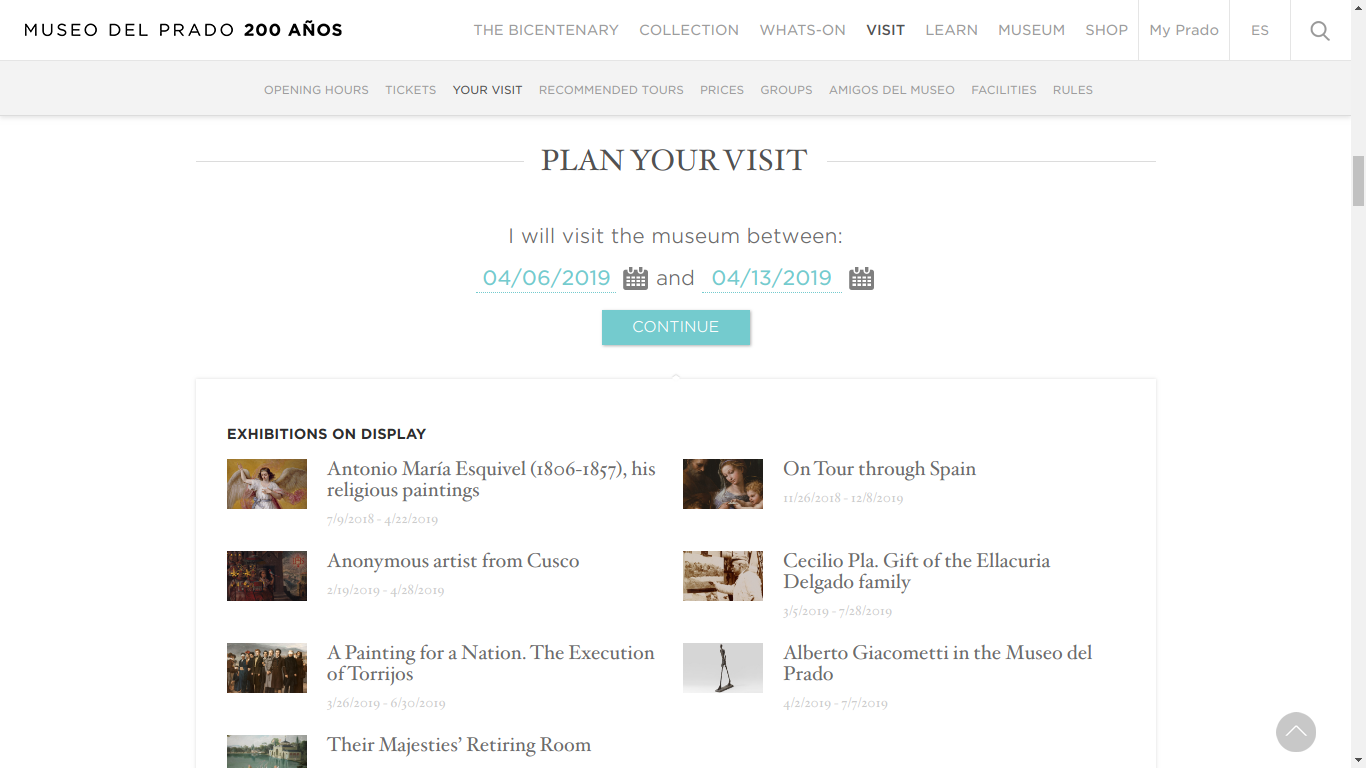 MUSEO DEL PRADO 200 AÑOS
THE BICENTENARY COLLECTION WHATS-ON VISIT LEARN MUSEUM SHOP My Prado ES
OPENING HOURS TICKETS YOUR VISIT RECOMMENDED TOURS PRICES GROUPS AMIGOS DEL MUSEO FACILITIES RULES
PLAN YOUR VISIT
I will visit the museum between:
04/06/2019 and 04/13/2019
CONTINUE
EXHIBITIONS ON DISPLAY
Antonio María Esquivel (1806-1857), his
religious paintings
7/9/2018 - 4/22/2019
On Tour through Spain
11/26/2018 - 12/8/2019
Anonymous artist from Cusco
2/19/2019 - 4/28/2019
Cecilio Pla. Gift of the Ellacuria
Delgado family
3/5/2019 - 7/28/2019
A Painting for a Nation. The Execution
of Torrijos
3/26/2019 - 6/30/2019
Alberto Giacometti in the Museo del
Prado
4/2/2019 - 7/7/2019
Their Majesties' Retiring Room